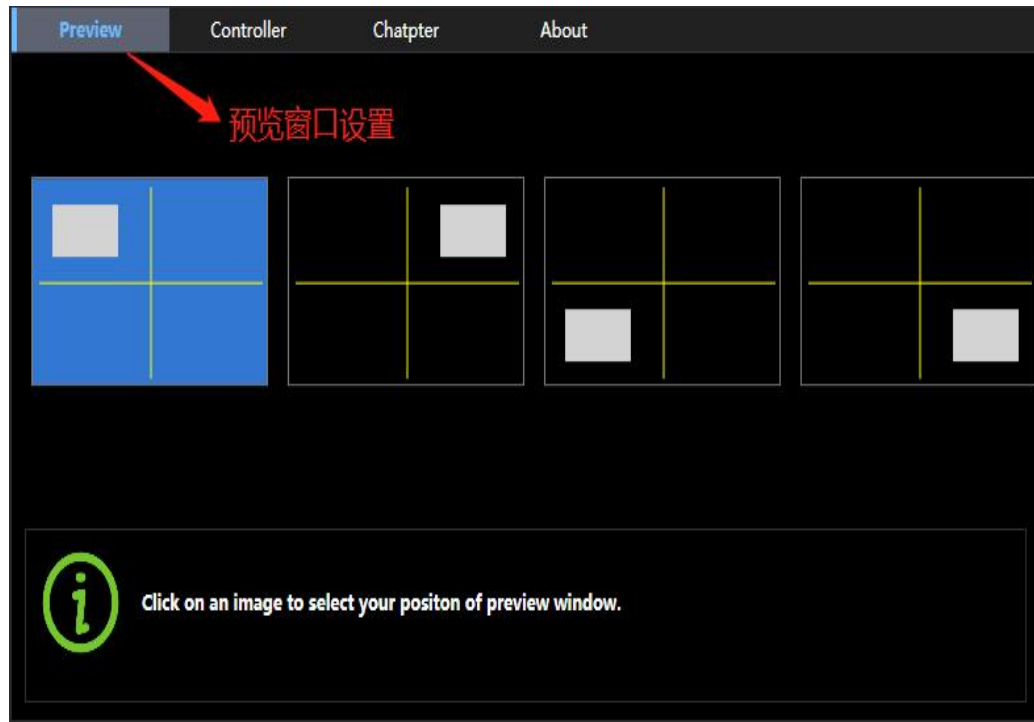 Preview Controller Chatpter About
预览窗口设置
Click on an image to select your positon of preview window.